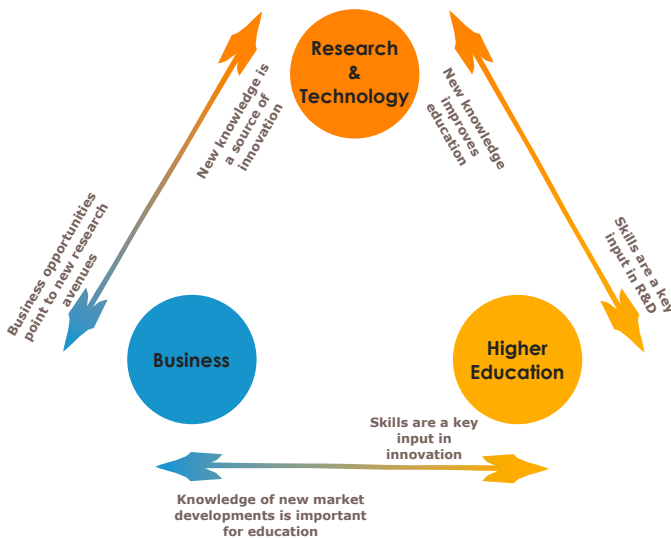 Research
&
Technology
New knowledge is
a source of
innovation
New knowledge
improves
education
Business opportunities
point to new research
avenues
Skills are a key
input in R&D
Business
Higher
Education
Skills are a key
input in
innovation
Knowledge of new market
developments is important
for education